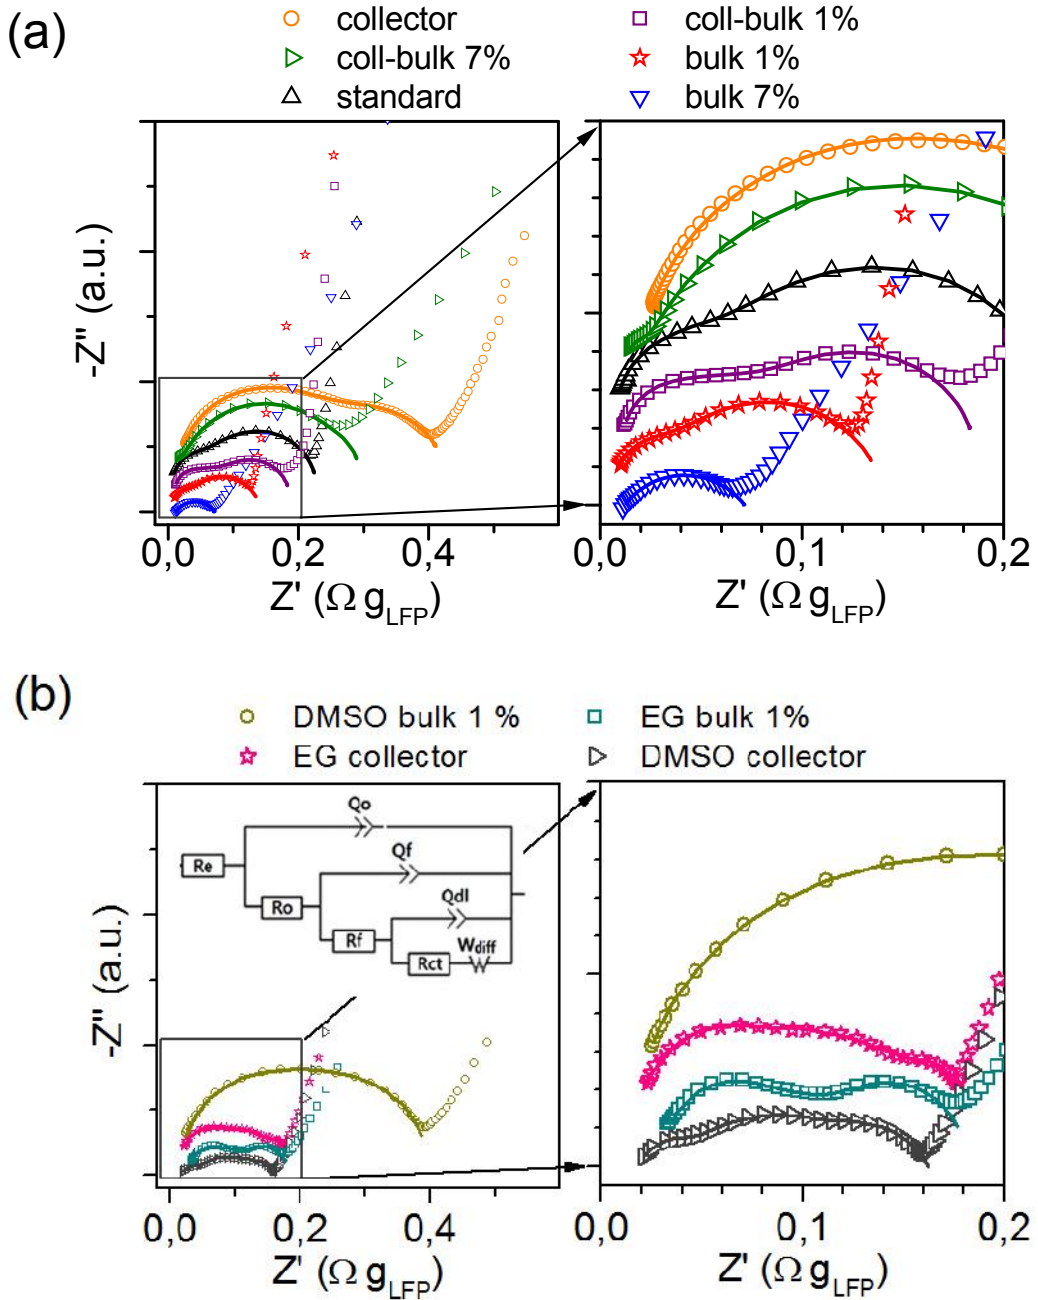 (a)
collector
coll-bulk 1%
coll-bulk 7%
bulk 1%
standard
bulk 7%
-Z" (a.u.)
0,0 0,2 0,4
0,0 0,1 0,2
Z' (Ω g_LFP)
Z' (Ω g_LFP)
(b)
DMSO bulk 1 %
EG bulk 1%
EG collector
DMSO collector
-Z" (a.u.)
Qo
Re
Qf
Ro
Qdl
Rf
Wdiff
Rct
0,0 0,2 0,4
0,0 0,1 0,2
Z' (Ω g_LFP)
Z' (Ω g_LFP)